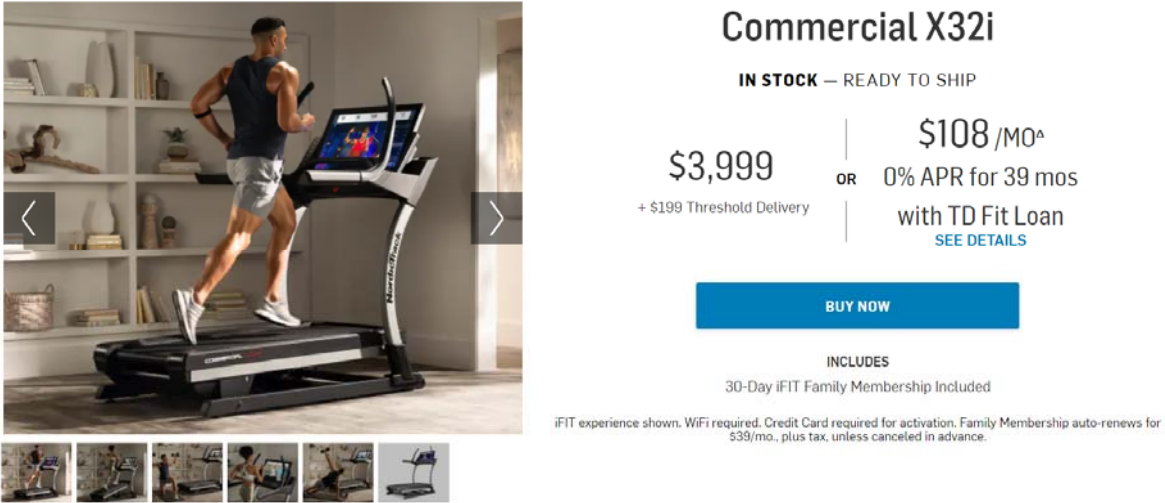 Commercial X32i
IN STOCK — READY TO SHIP
$3,999
+ $199 Threshold Delivery
OR
$108 /MO∆
0% APR for 39 mos
with TD Fit Loan
SEE DETAILS
BUY NOW
INCLUDES
30-Day iFIT Family Membership Included
iFIT experience shown. WiFi required. Credit Card required for activation. Family Membership auto-renews for
$39/mo., plus tax, unless canceled in advance.
NordicTrack